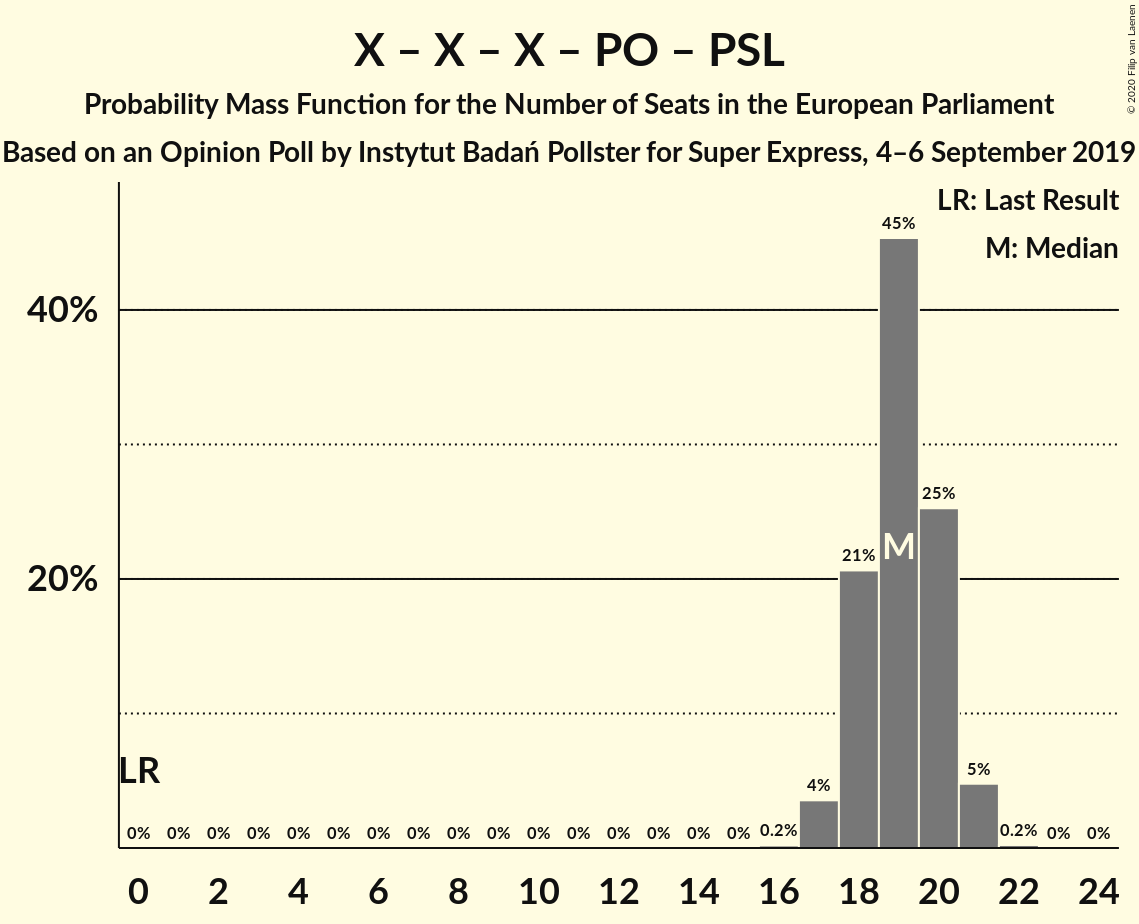 X – X – X – PO – PSL
Probability Mass Function for the Number of Seats in the European Parliament
Based on an Opinion Poll by Instytut Badań Pollster for Super Express, 4–6 September 2019
© 2020 Filip van Laenen
LR: Last Result
M: Median
45%
40%
25%
21%
M
20%
LR
5%
4%
0% 0% 0% 0% 0% 0% 0% 0% 0% 0% 0% 0% 0% 0% 0% 0% 0.2% 0.2% 0% 0%
0 2 4 6 8 10 12 14 16 18 20 22 24